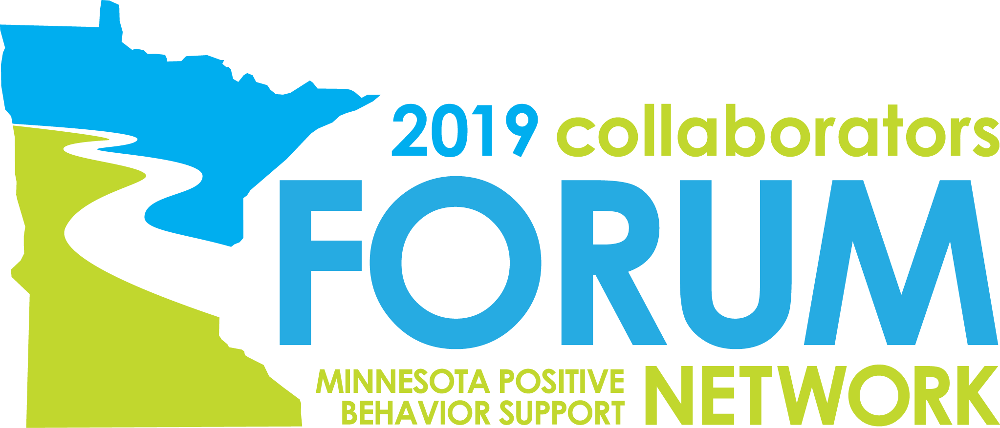 2019 collaborators
FORUM
MINNESOTA POSITIVE
BEHAVIOR SUPPORT
NETWORK